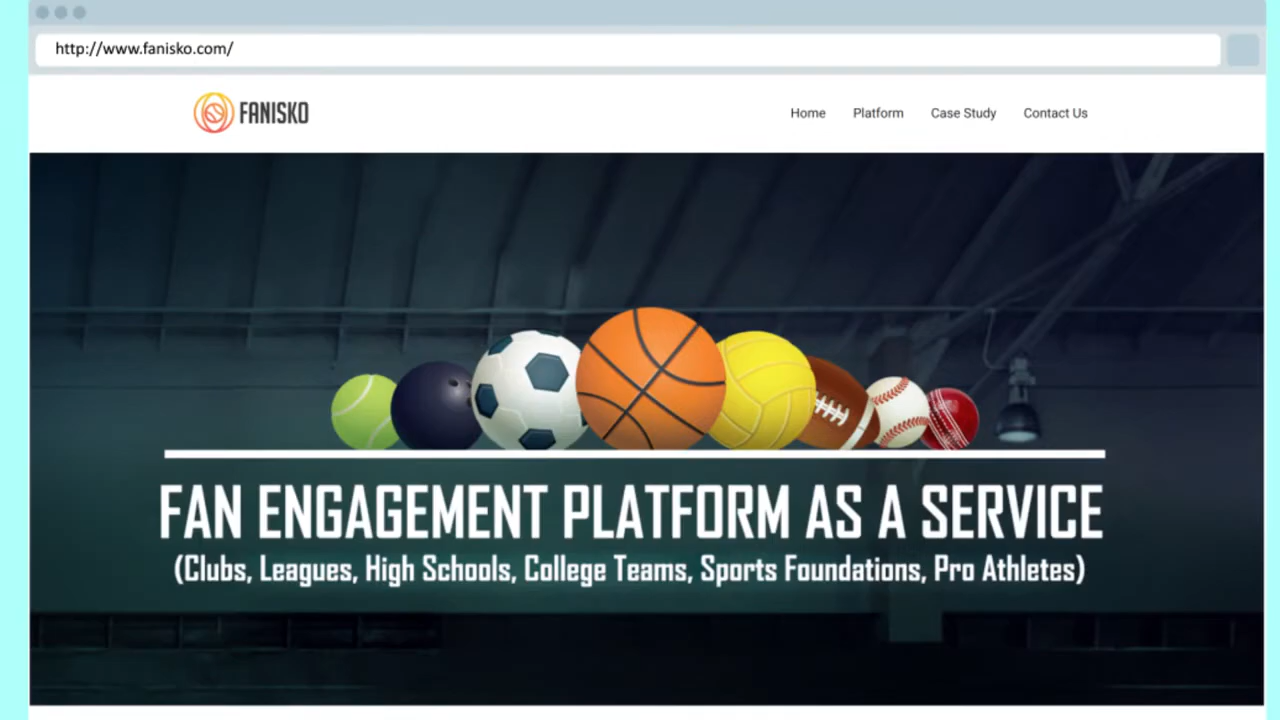 http://www.fanisko.com/
FANISKO
Home Platform Case Study Contact Us
FAN ENGAGEMENT PLATFORM AS A SERVICE
(Clubs, Leagues, High Schools, College Teams, Sports Foundations, Pro Athletes)